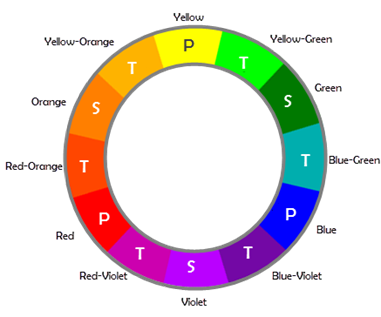 Yellow
Yellow-Orange
Yellow-Green
P
T
T
Orange
Green
S
S
Red-Orange
Blue-Green
T
T
Red
Blue
P
P
Red-Violet
Blue-Violet
T
T
S
Violet